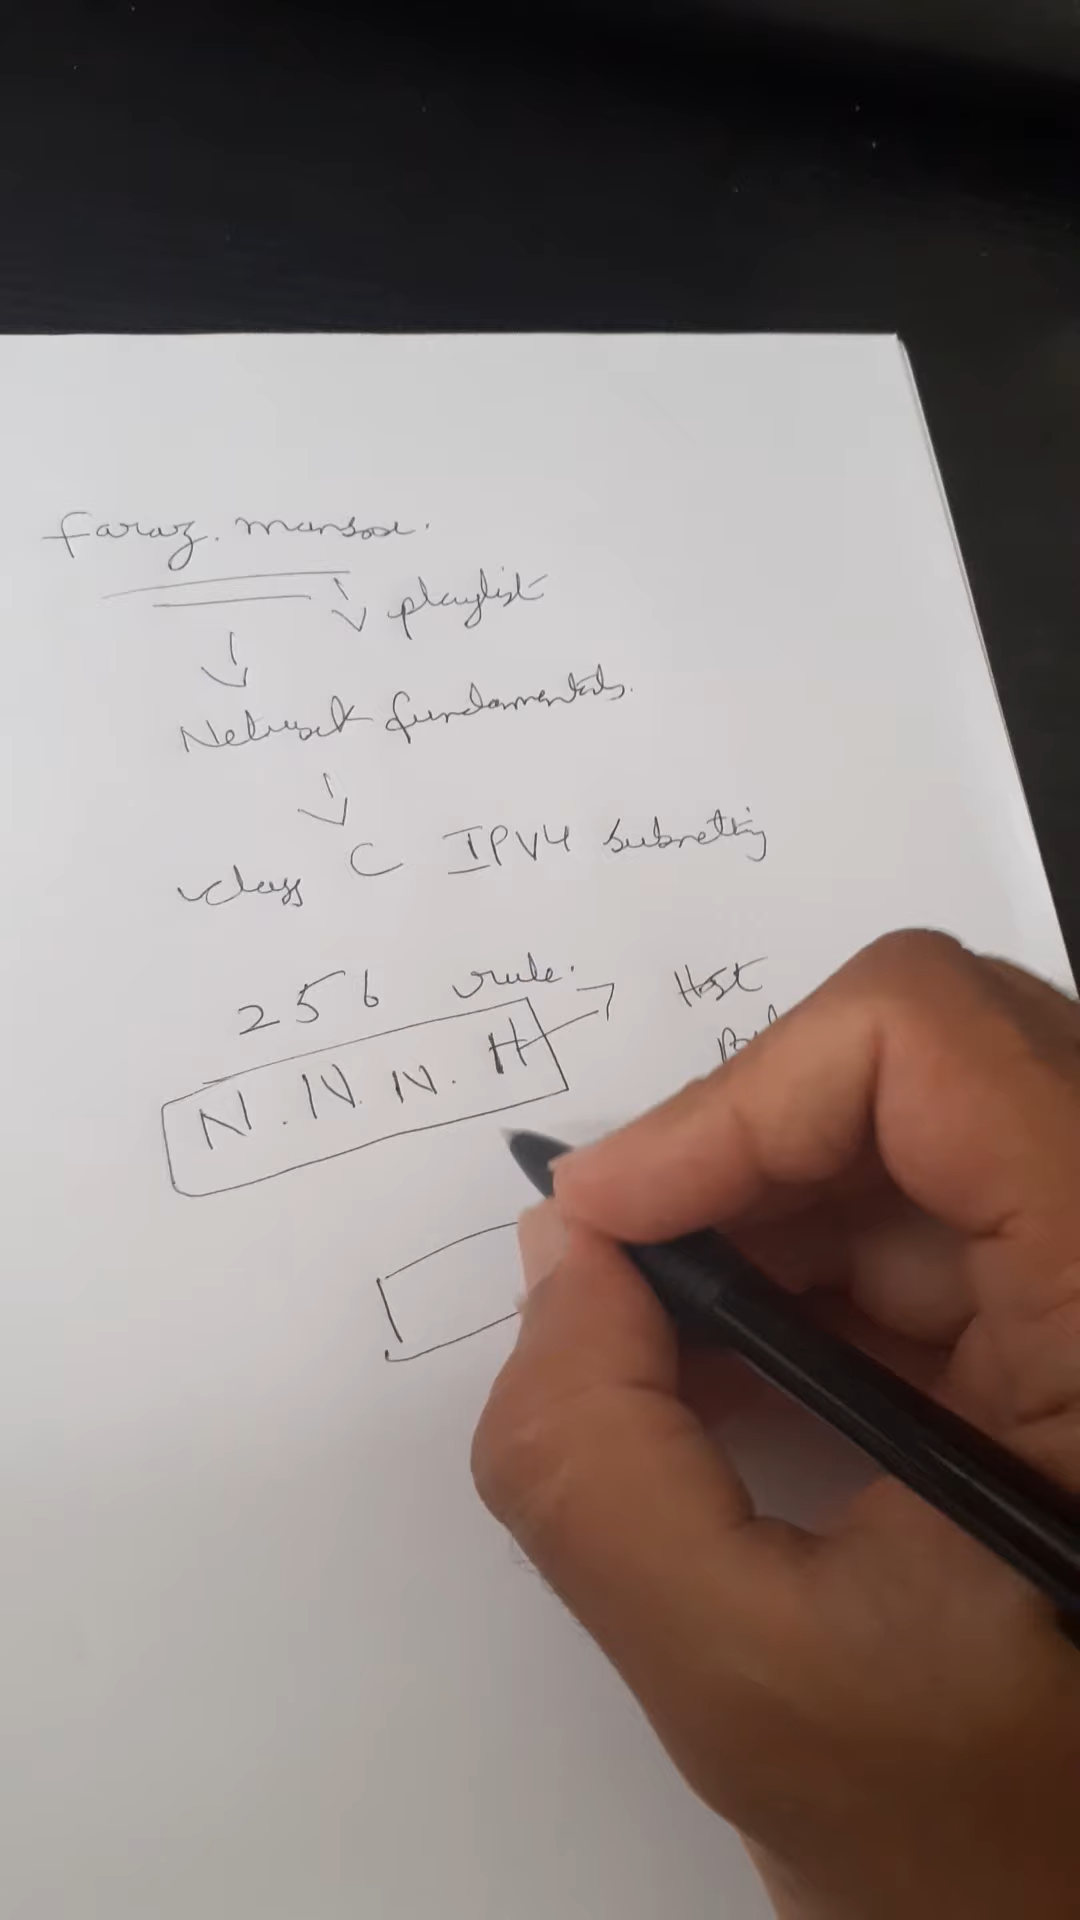 faraz. mansoor.
playlist
Network fundamentals.
class C IPV4 subnetting
256 rule.
N. N. N. H
Host